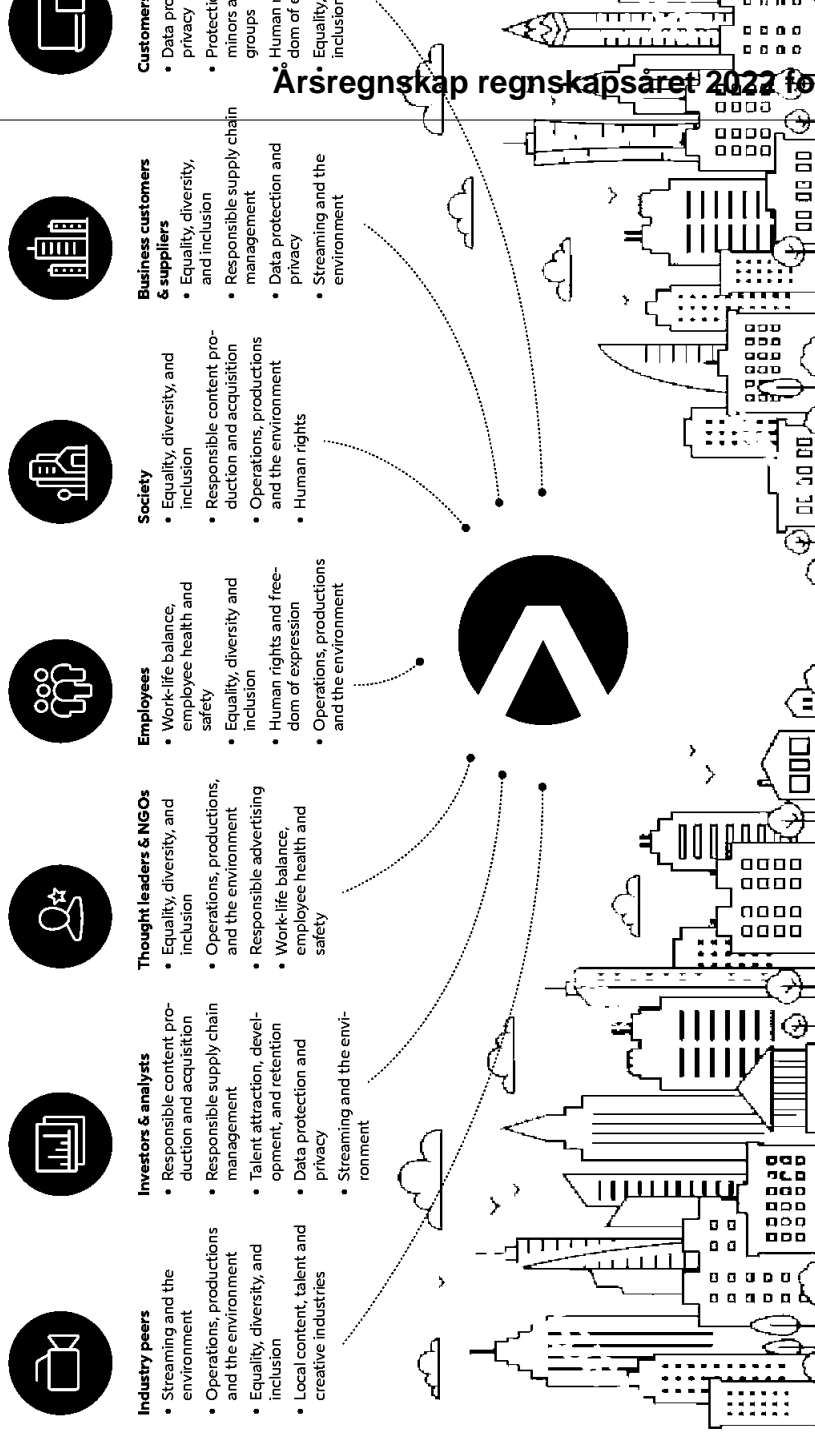 Årsregnskap regnskapsåret 2022 fo
Industry peers
• Streaming and the
environment
• Operations, productions
and the environment
• Equality, diversity, and
inclusion
• Local content, talent and
creative industries
Investors & analysts
• Responsible content pro-
duction and acquisition
• Responsible supply chain
management
• Talent attraction, devel-
opment, and retention
• Data protection and
privacy
• Streaming and the envi-
ronment
Thought leaders & NGOs
• Equality, diversity, and
inclusion
• Operations, productions,
and the environment
• Responsible advertising
• Work-life balance,
employee health and
safety
Employees
• Work-life balance,
employee health and
safety
• Equality, diversity and
inclusion
• Human rights and free-
dom of expression
• Operations, productions
and the environment
Society
• Equality, diversity, and
inclusion
• Responsible content pro-
duction and acquisition
• Operations, productions
and the environment
• Human rights
Business customers
& suppliers
• Equality, diversity,
and inclusion
• Responsible supply chain
management
• Data protection and
privacy
• Streaming and the
environment
Customers
• Data pro
privacy
• Protectio
minors a
groups
• Human r
dom of e
• Equality,
inclusion